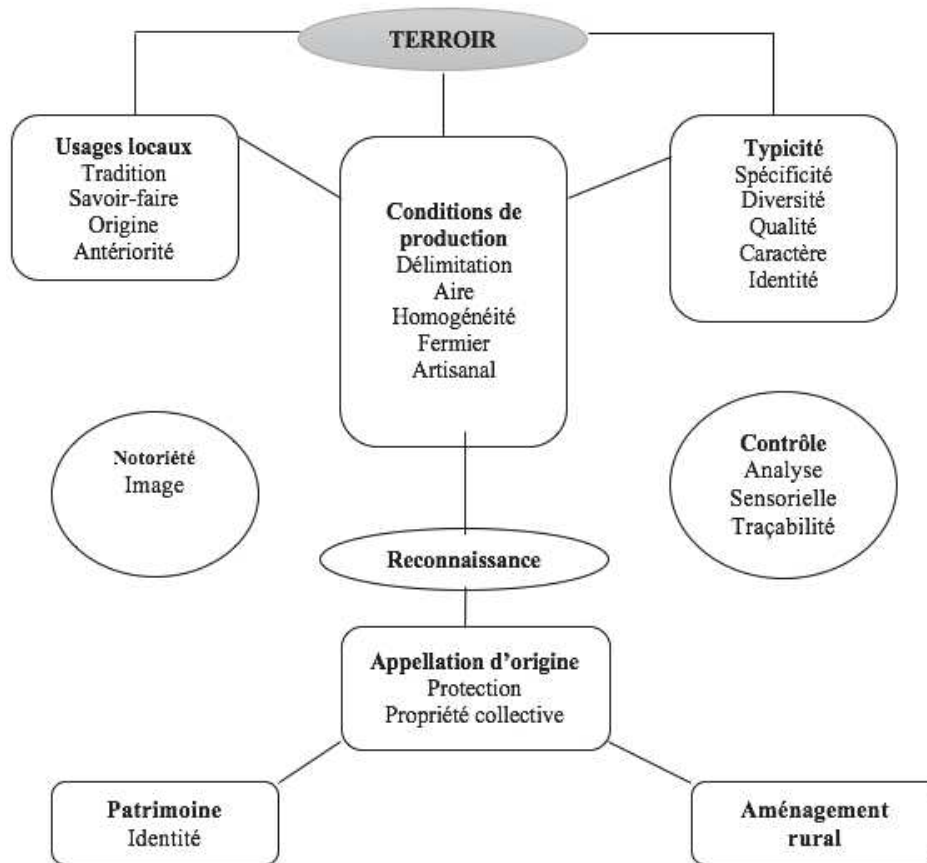 TERROIR
Usages locaux
Tradition
Savoir-faire
Origine
Antériorité
Conditions de
production
Délimitation
Aire
Homogénéité
Fermier
Artisanal
Typicité
Spécificité
Diversité
Qualité
Caractère
Identité
Notoriété
Image
Contrôle
Analyse
Sensorielle
Traçabilité
Reconnaissance
Appellation d’origine
Protection
Propriété collective
Patrimoine
Identité
Aménagement
rural